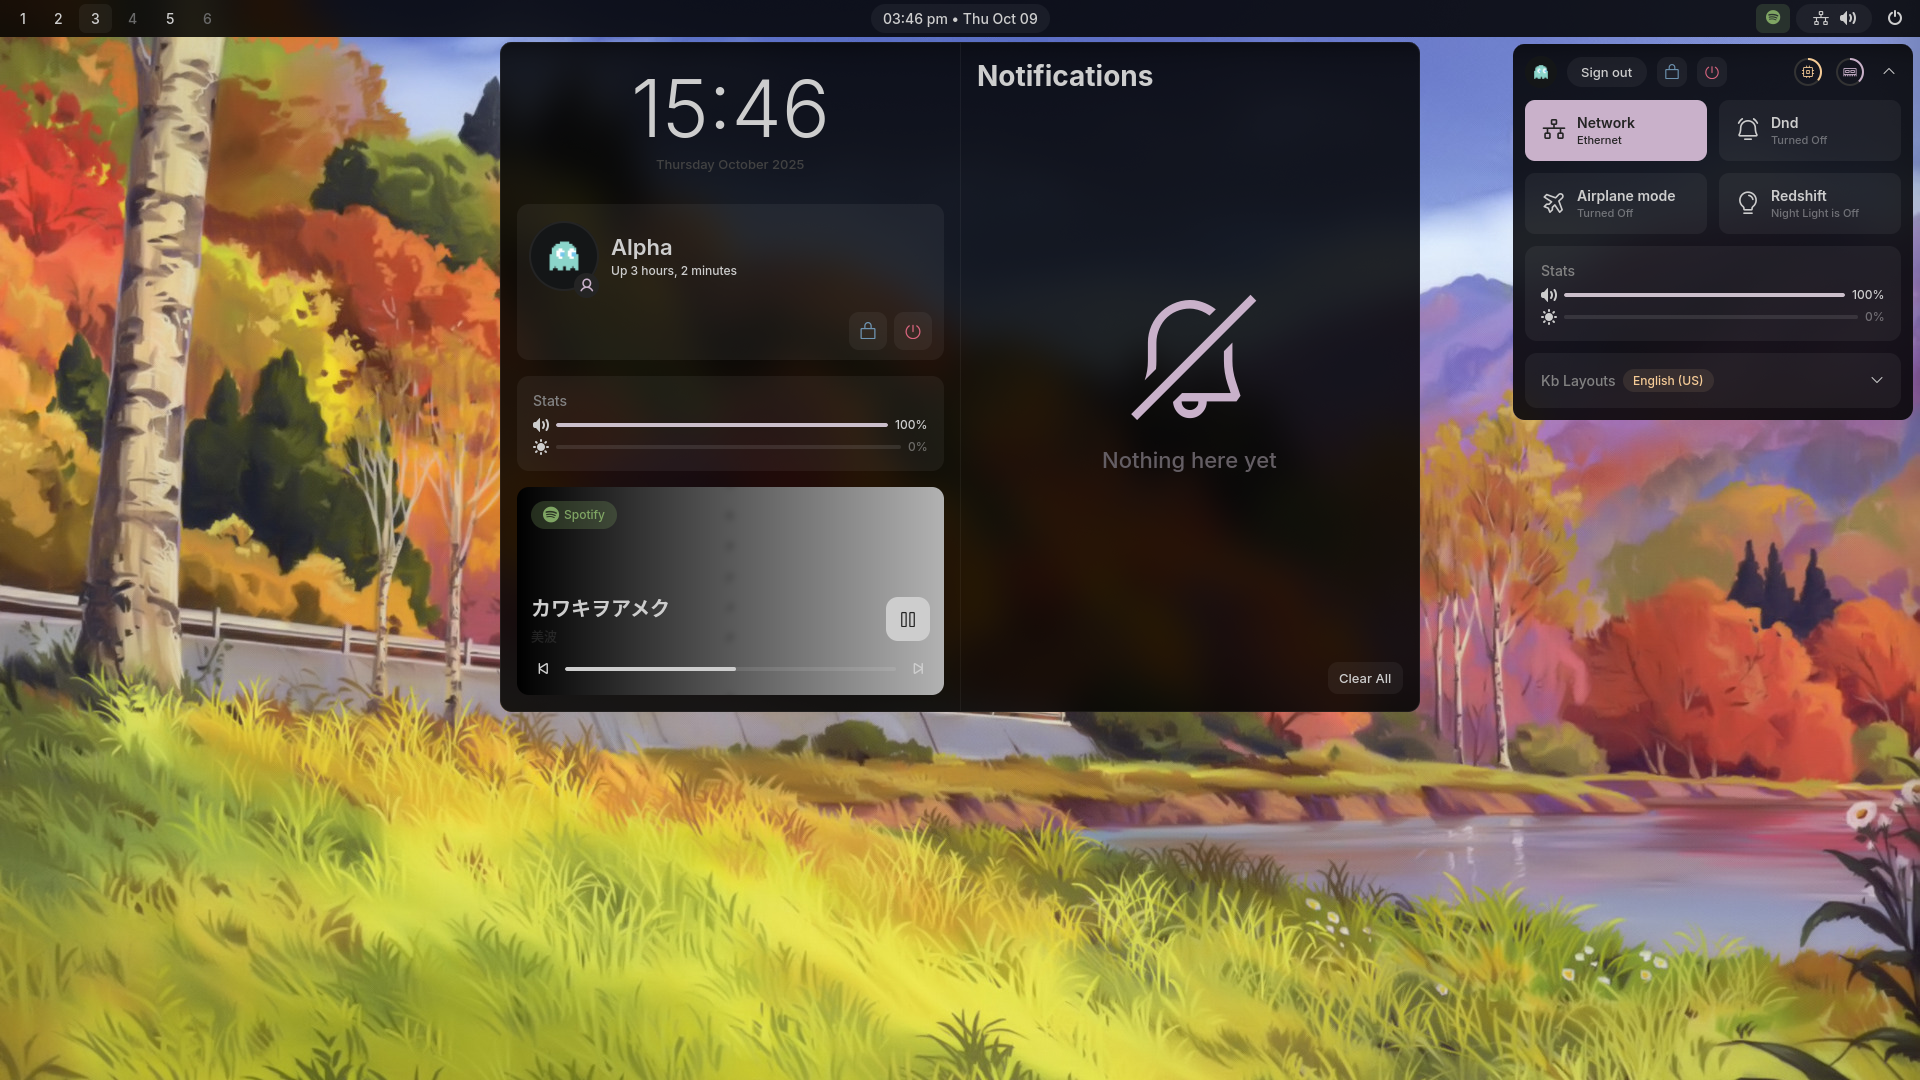 1 2 3 4 5 6
03:46 pm • Thu Oct 09
15:46
Thursday October 2025
Alpha
Up 3 hours, 2 minutes
Stats
100%
0%
Spotify
カワキヲアメク
美波
Notifications
Nothing here yet
Clear All
Sign out
Network
Ethernet
Dnd
Turned Off
Airplane mode
Turned Off
Redshift
Night Light is Off
Stats
100%
0%
Kb Layouts English (US)